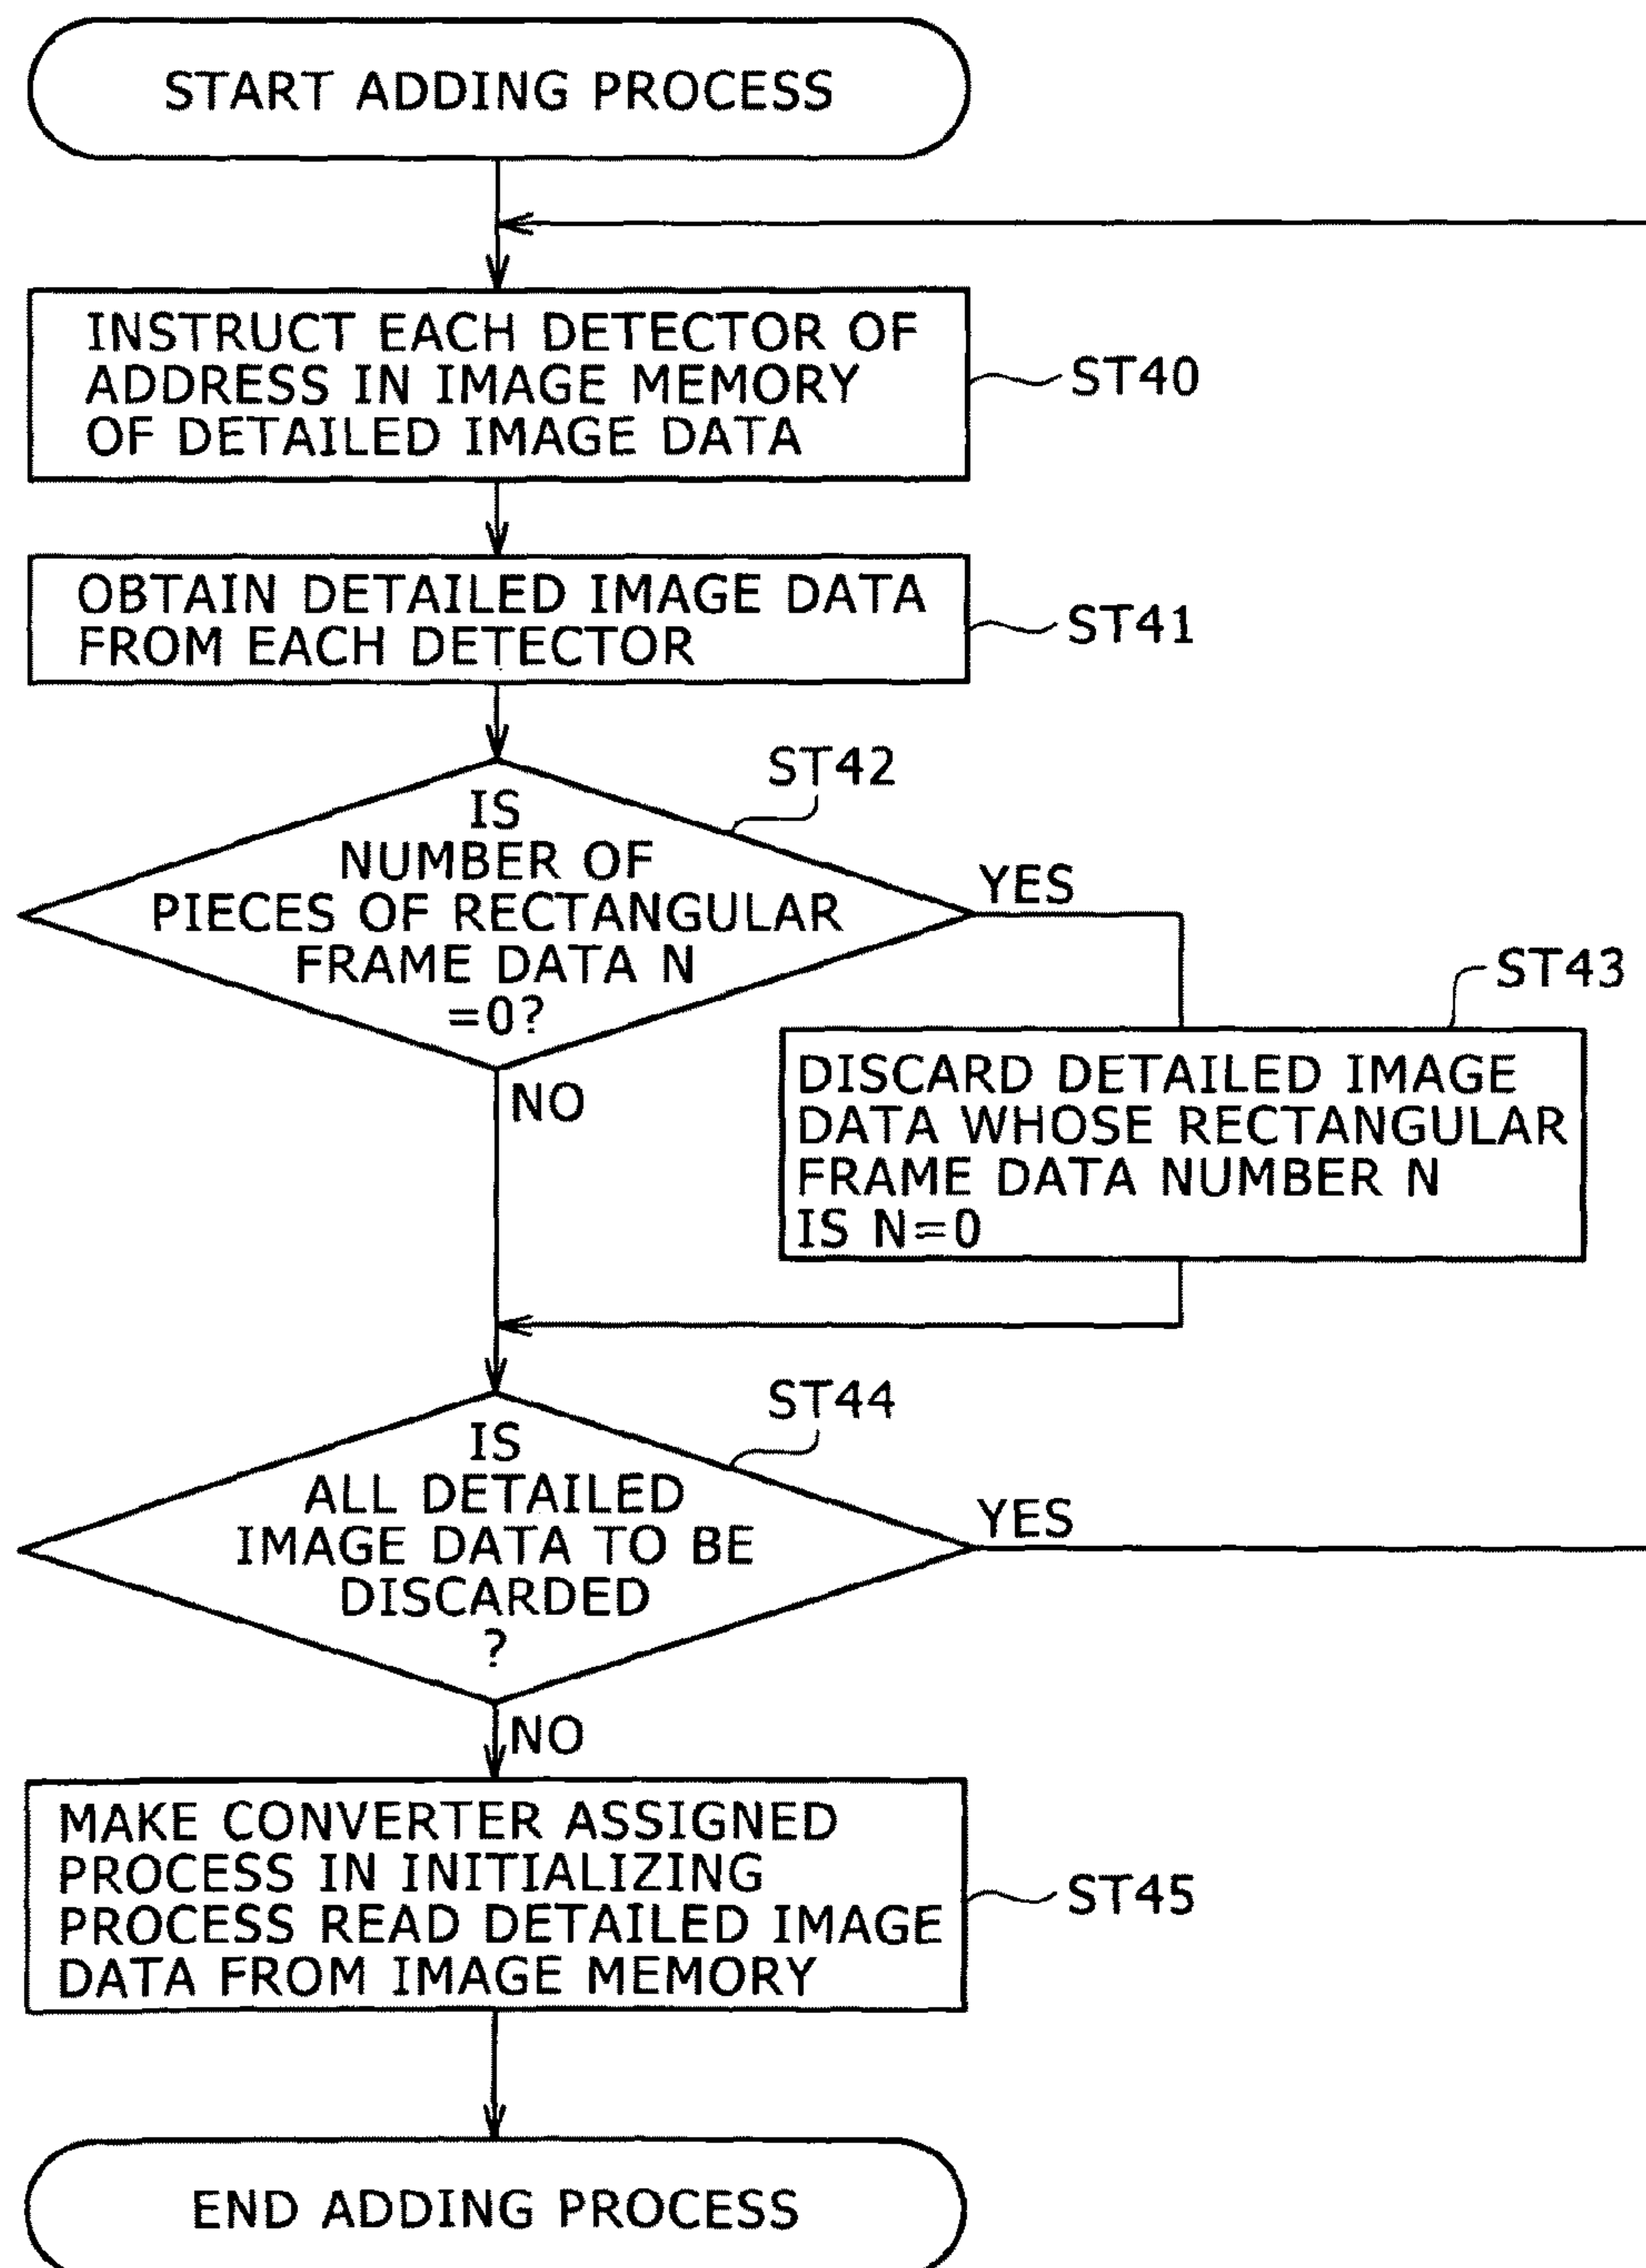 START ADDING PROCESS
INSTRUCT EACH DETECTOR OF
ADDRESS IN IMAGE MEMORY
OF DETAILED IMAGE DATA
ST40
OBTAIN DETAILED IMAGE DATA
FROM EACH DETECTOR
ST41
ST42
IS
NUMBER OF
PIECES OF RECTANGULAR
FRAME DATA N
=0?
YES
NO
ST43
DISCARD DETAILED IMAGE
DATA WHOSE RECTANGULAR
FRAME DATA NUMBER N
IS N=0
ST44
IS
ALL DETAILED
IMAGE DATA TO BE
DISCARDED
?
YES
NO
MAKE CONVERTER ASSIGNED
PROCESS IN INITIALIZING
PROCESS READ DETAILED IMAGE
DATA FROM IMAGE MEMORY
ST45
END ADDING PROCESS